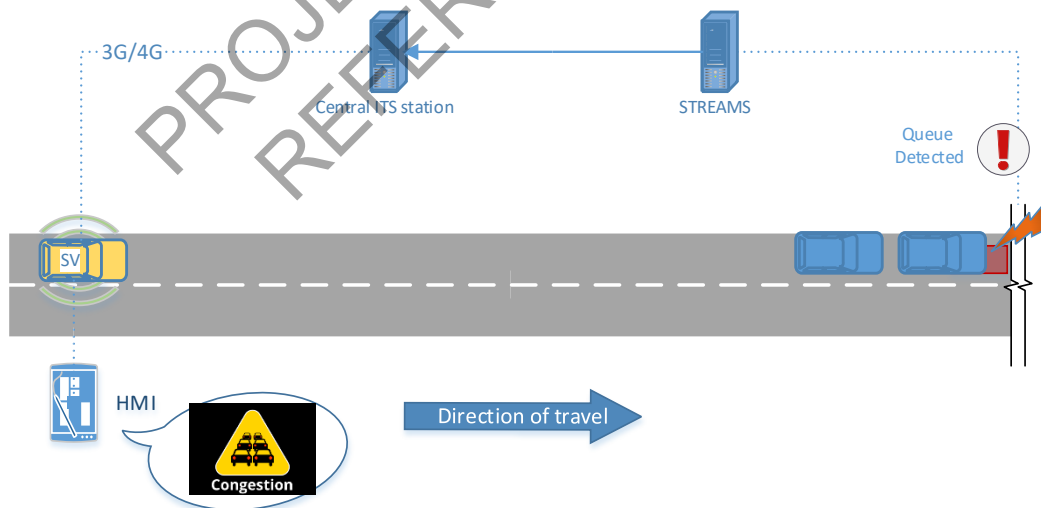 3G/4G
Central ITS station
STREAMS
Queue
Detected
SV
HMI
Direction of travel
Congestion